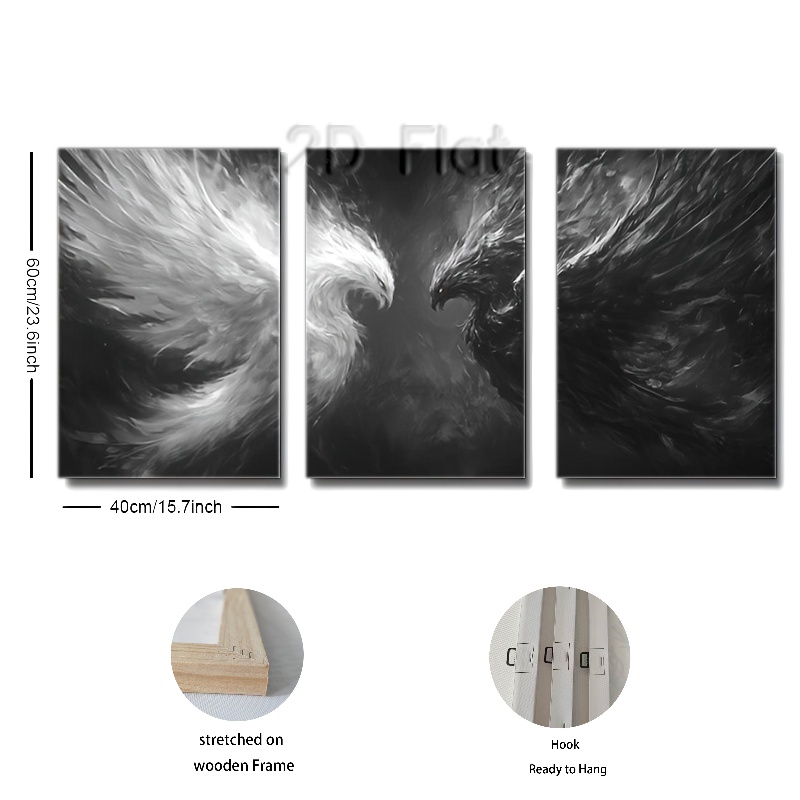 2D Flat
60cm/23.6inch
40cm/15.7inch
stretched on
wooden Frame
Hook
Ready to Hang